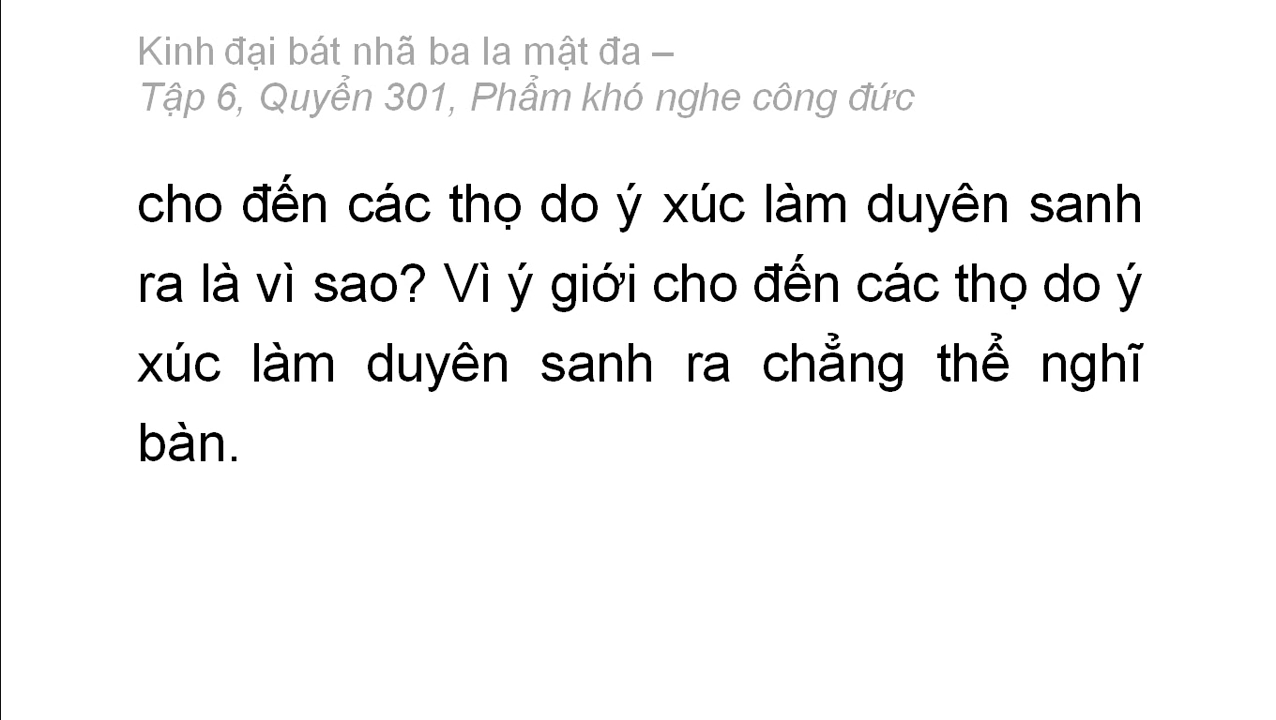 Kinh đại bát nhã ba la mật đa –
Tập 6, Quyển 301, Phẩm khó nghe công đức
cho đến các thọ do ý xúc làm duyên sanh
ra là vì sao? Vì ý giới cho đến các thọ do ý
xúc làm duyên sanh ra chẳng thể nghĩ
bàn.